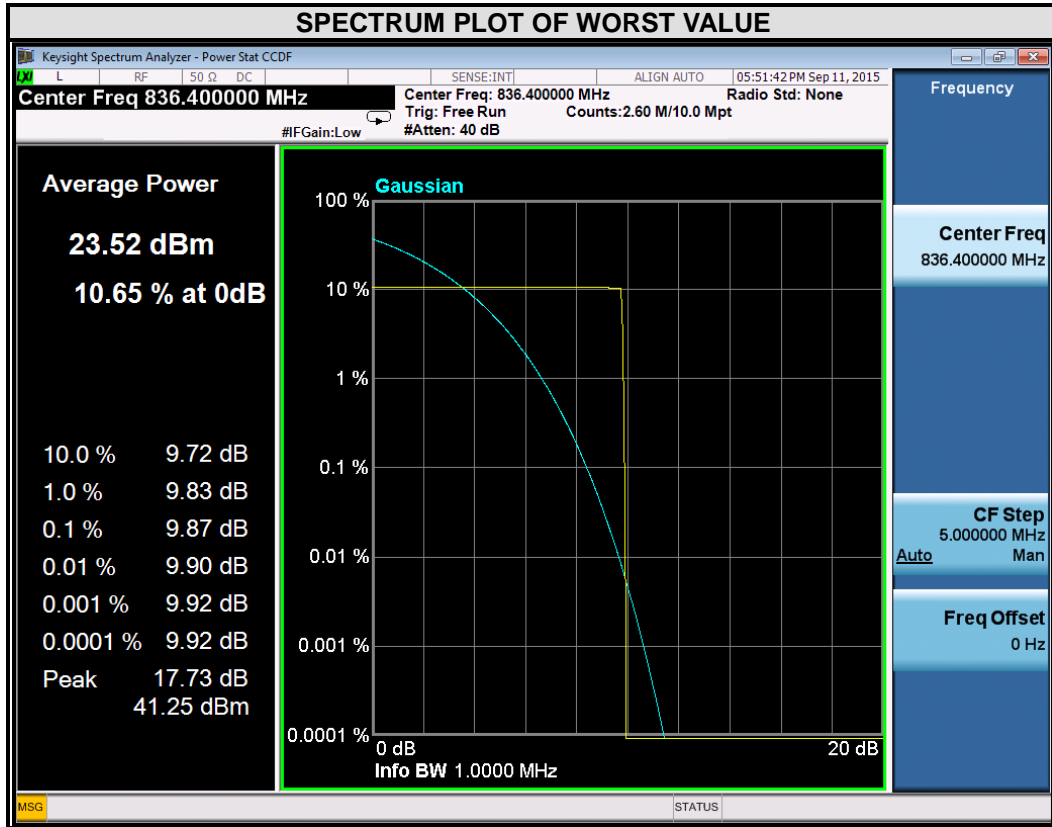 SPECTRUM PLOT OF WORST VALUE
Keysight Spectrum Analyzer - Power Stat CCDF
LXI L RF 50 Ω DC SENSE:INT ALIGN AUTO 05:51:42 PM Sep 11, 2015
Center Freq 836.400000 MHz
Center Freq: 836.400000 MHz Radio Std: None
Trig: Free Run Counts:2.60 M/10.0 Mpt
#IFGain:Low #Atten: 40 dB
Average Power
23.52 dBm
10.65 % at 0dB
10.0 % 9.72 dB
1.0 % 9.83 dB
0.1 % 9.87 dB
0.01 % 9.90 dB
0.001 % 9.92 dB
0.0001 % 9.92 dB
Peak 17.73 dB
41.25 dBm
Gaussian
100 %
10 %
1 %
0.1 %
0.01 %
0.001 %
0.0001 %
0 dB 20 dB
Info BW 1.0000 MHz
Frequency
Center Freq
836.400000 MHz
CF Step
5.000000 MHz
Auto Man
Freq Offset
0 Hz
MSG STATUS